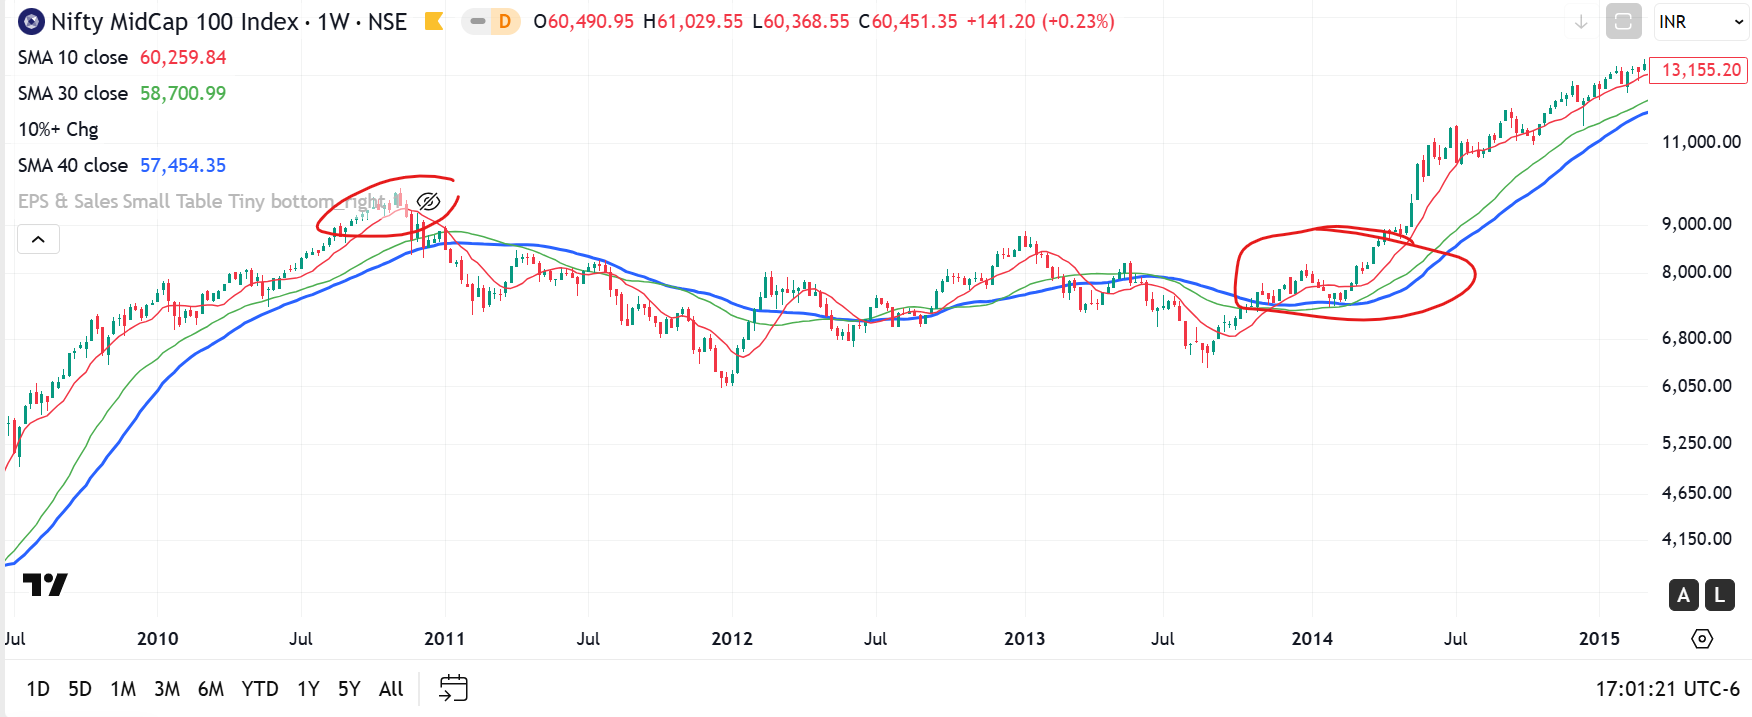 Nifty MidCap 100 Index · 1W · NSE D O60,490.95 H61,029.55 L60,368.55 C60,451.35 +141.20 (+0.23%) INR
SMA 10 close 60,259.84
SMA 30 close 58,700.99
10%+ Chg
SMA 40 close 57,454.35
EPS & Sales Small Table Tiny bottom_right
13,155.20
11,000.00
9,000.00
8,000.00
6,800.00
6,050.00
5,250.00
4,650.00
4,150.00
A L
Jul 2010 Jul 2011 Jul 2012 Jul 2013 Jul 2014 Jul 2015
1D 5D 1M 3M 6M YTD 1Y 5Y All 17:01:21 UTC-6